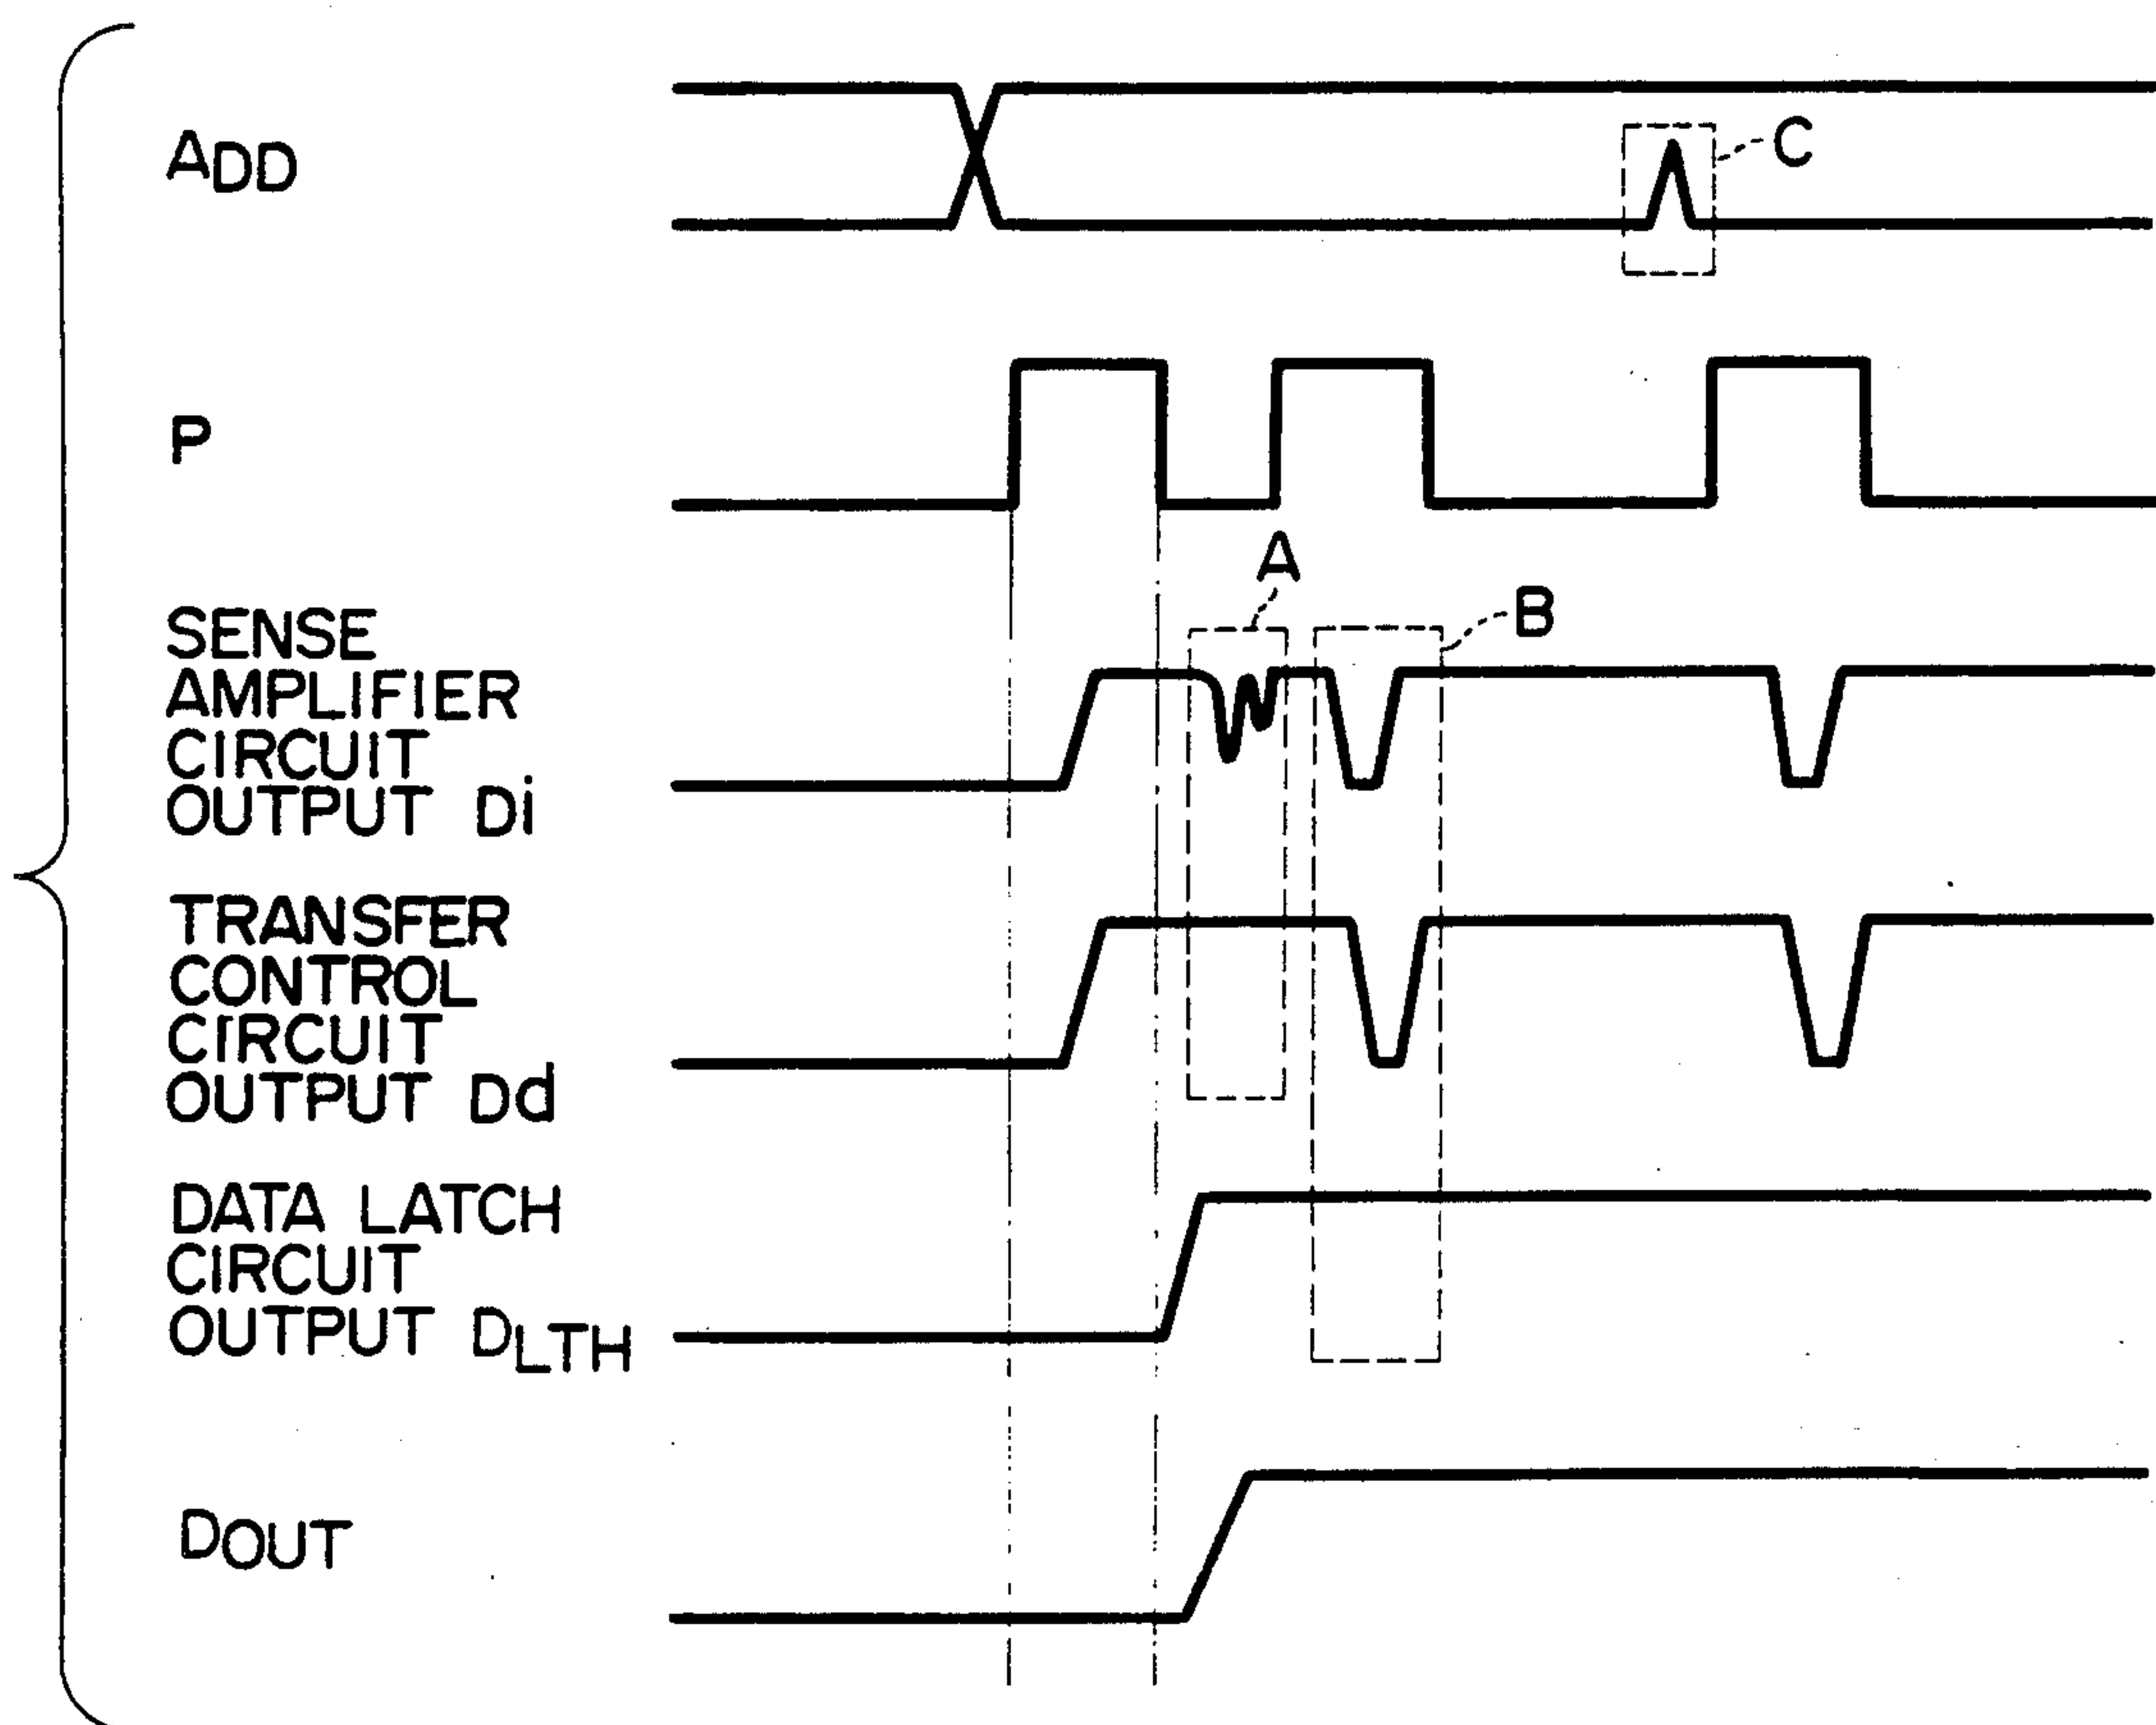 ADD
C
P
A
B
SENSE
AMPLIFIER
CIRCUIT
OUTPUT Di
TRANSFER
CONTROL
CIRCUIT
OUTPUT Dd
DATA LATCH
CIRCUIT
OUTPUT DLTH
DOUT